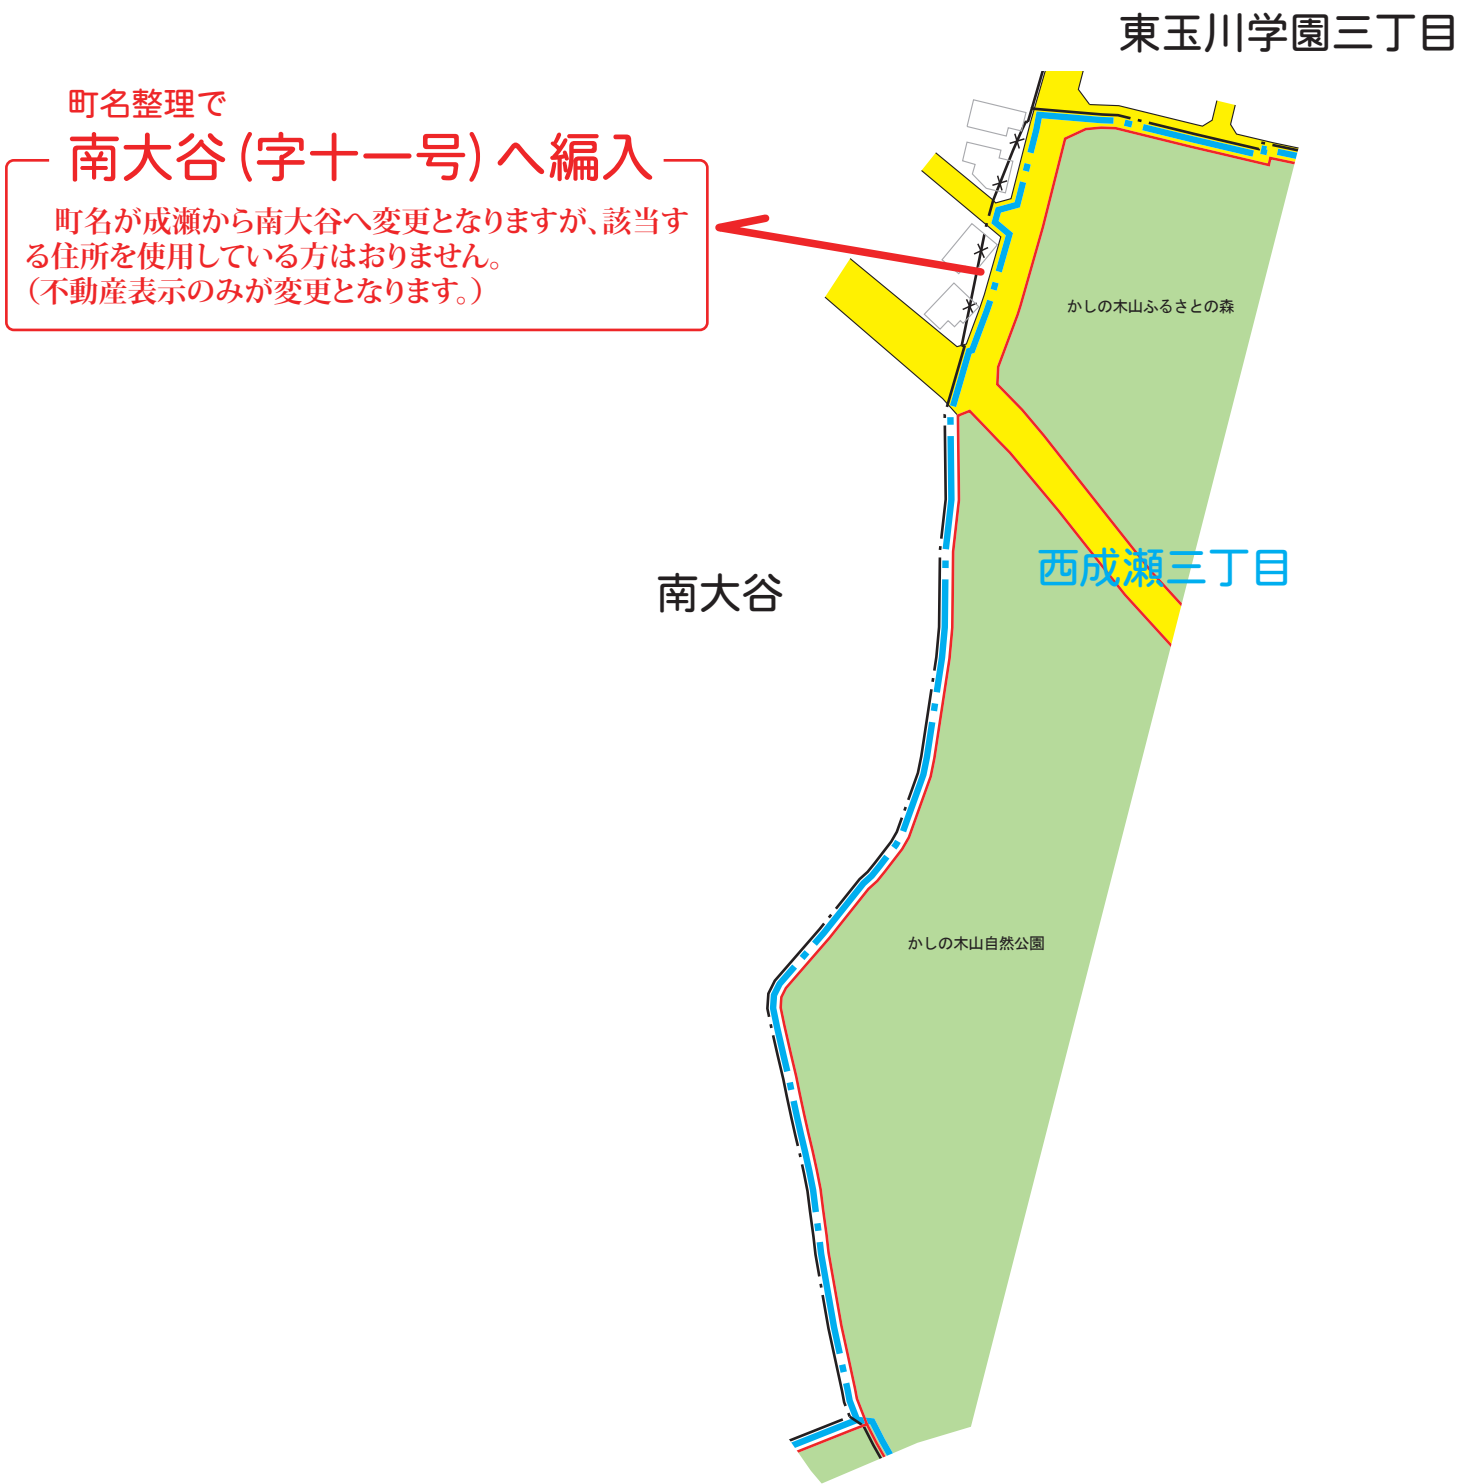 東玉川学園三丁目
町名整理で
南大谷(字十一号)へ編入
町名が成瀬から南大谷へ変更となりますが、該当す
る住所を使用している方はおりません。
(不動産表示のみが変更となります。)
かしの木山ふるさとの森
西成瀬三丁目
南大谷
かしの木山自然公園